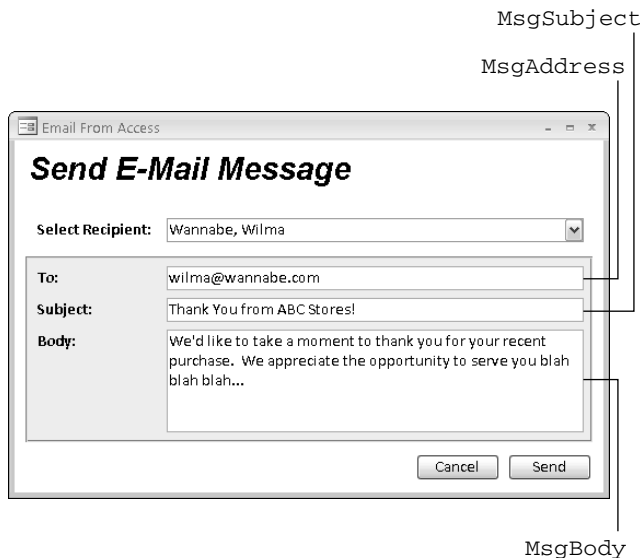 MsgSubject
MsgAddress
Email From Access
Send E-Mail Message
Select Recipient: Wannabe, Wilma
To: wilma@wannabe.com
Subject: Thank You from ABC Stores!
Body: We'd like to take a moment to thank you for your recent
purchase. We appreciate the opportunity to serve you blah
blah blah...
Cancel Send
MsgBody